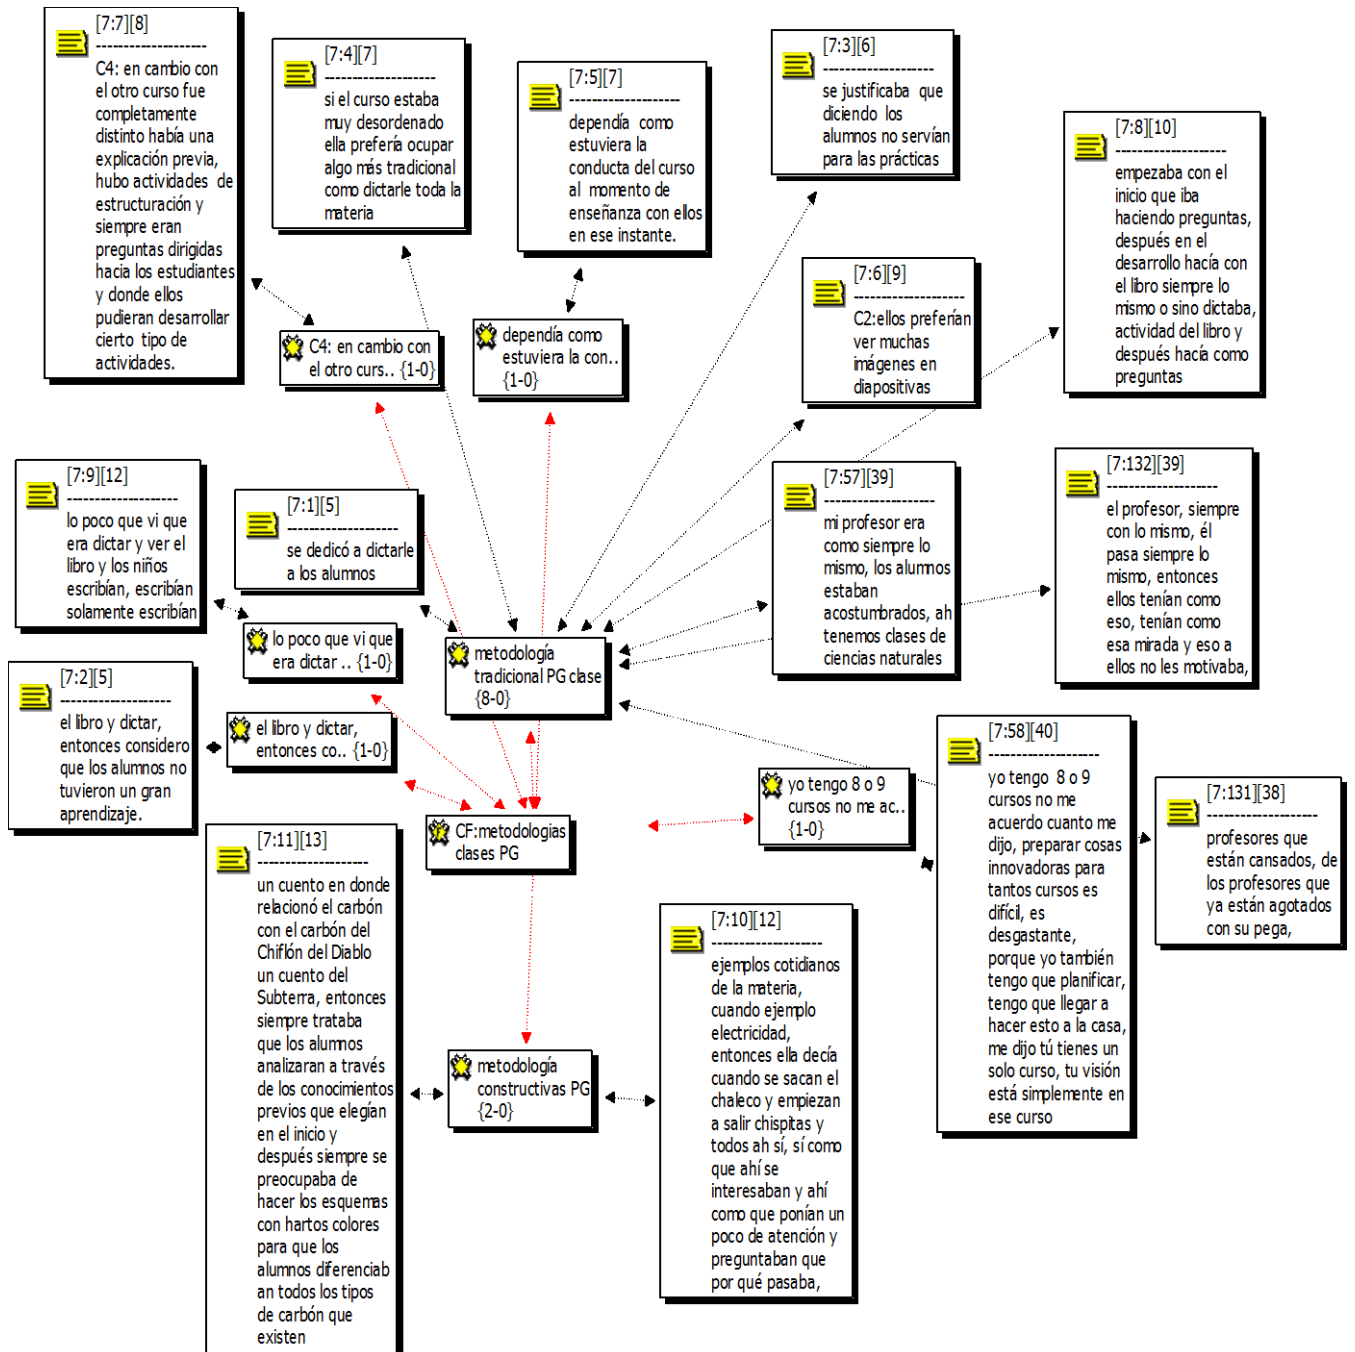 [7:7][8]
--------------------
C4: en cambio con
el otro curso fue
completamente
distinto había una
explicación previa,
hubo actividades de
estructuración y
siempre eran
preguntas dirigidas
hacia los estudiantes
y donde ellos
pudieran desarrollar
cierto tipo de
actividades.
[7:4][7]
--------------------
si el curso estaba
muy desordenado
ella prefería ocupar
algo más tradicional
como dictarle toda la
materia
[7:5][7]
--------------------
dependía como
estuviera la
conducta del curso
al momento de
enseñanza con ellos
en ese instante.
[7:3][6]
--------------------
se justificaba que
diciendo los
alumnos no servían
para las prácticas
[7:8][10]
--------------------
empezaba con el
inicio que iba
haciendo preguntas,
después en el
desarrollo hacía con
el libro siempre lo
mismo o sino dictaba,
actividad del libro y
después hacía como
preguntas
[7:6][9]
--------------------
C2:ellos preferían
ver muchas
imágenes en
diapositivas
C4: en cambio con
el otro curs.. {1-0}
dependía como
estuviera la con..
{1-0}
[7:9][12]
--------------------
lo poco que vi que
era dictar y ver el
libro y los niños
escribían, escribían
solamente escribían
[7:1][5]
--------------------
se dedicó a dictarle
a los alumnos
[7:57][39]
--------------------
mi profesor era
como siempre lo
mismo, los alumnos
estaban
acostumbrados, ah
tenemos clases de
ciencias naturales
[7:132][39]
--------------------
el profesor, siempre
con lo mismo, él
pasa siempre lo
mismo, entonces
ellos tenían como
eso, tenían como
esa mirada y eso a
ellos no les motivaba,
lo poco que vi que
era dictar .. {1-0}
metodología
tradicional PG clase
{8-0}
[7:2][5]
--------------------
el libro y dictar,
entonces considero
que los alumnos no
tuvieron un gran
aprendizaje.
el libro y dictar,
entonces co.. {1-0}
CF:metodologias
clases PG
yo tengo 8 o 9
cursos no me ac..
{1-0}
[7:58][40]
--------------------
yo tengo 8 o 9
cursos no me
acuerdo cuanto me
dijo, preparar cosas
innovadoras para
tantos cursos es
difícil, es
desgastante,
porque yo también
tengo que planificar,
tengo que llegar a
hacer esto a la casa,
me dijo tú tienes un
solo curso, tu visión
está simplemente en
ese curso
[7:131][38]
--------------------
profesores que
están cansados, de
los profesores que
ya están agotados
con su pega,
[7:11][13]
--------------------
un cuento en donde
relacionó el carbón
con el carbón del
Chiflón del Diablo
un cuento del
Subterra, entonces
siempre trataba
que los alumnos
analizaran a través
de los conocimientos
previos que elegían
en el inicio y
después siempre se
preocupaba de
hacer los esquemas
con hartos colores
para que los
alumnos diferenciab
an todos los tipos
de carbón que
existen
metodología
constructivas PG
{2-0}
[7:10][12]
--------------------
ejemplos cotidianos
de la materia,
cuando ejemplo
electricidad,
entonces ella decía
cuando se sacan el
chaleco y empiezan
a salir chispitas y
todos ah sí, sí como
que ahí se
interesaban y ahí
como que ponían un
poco de atención y
preguntaban que
por qué pasaba,